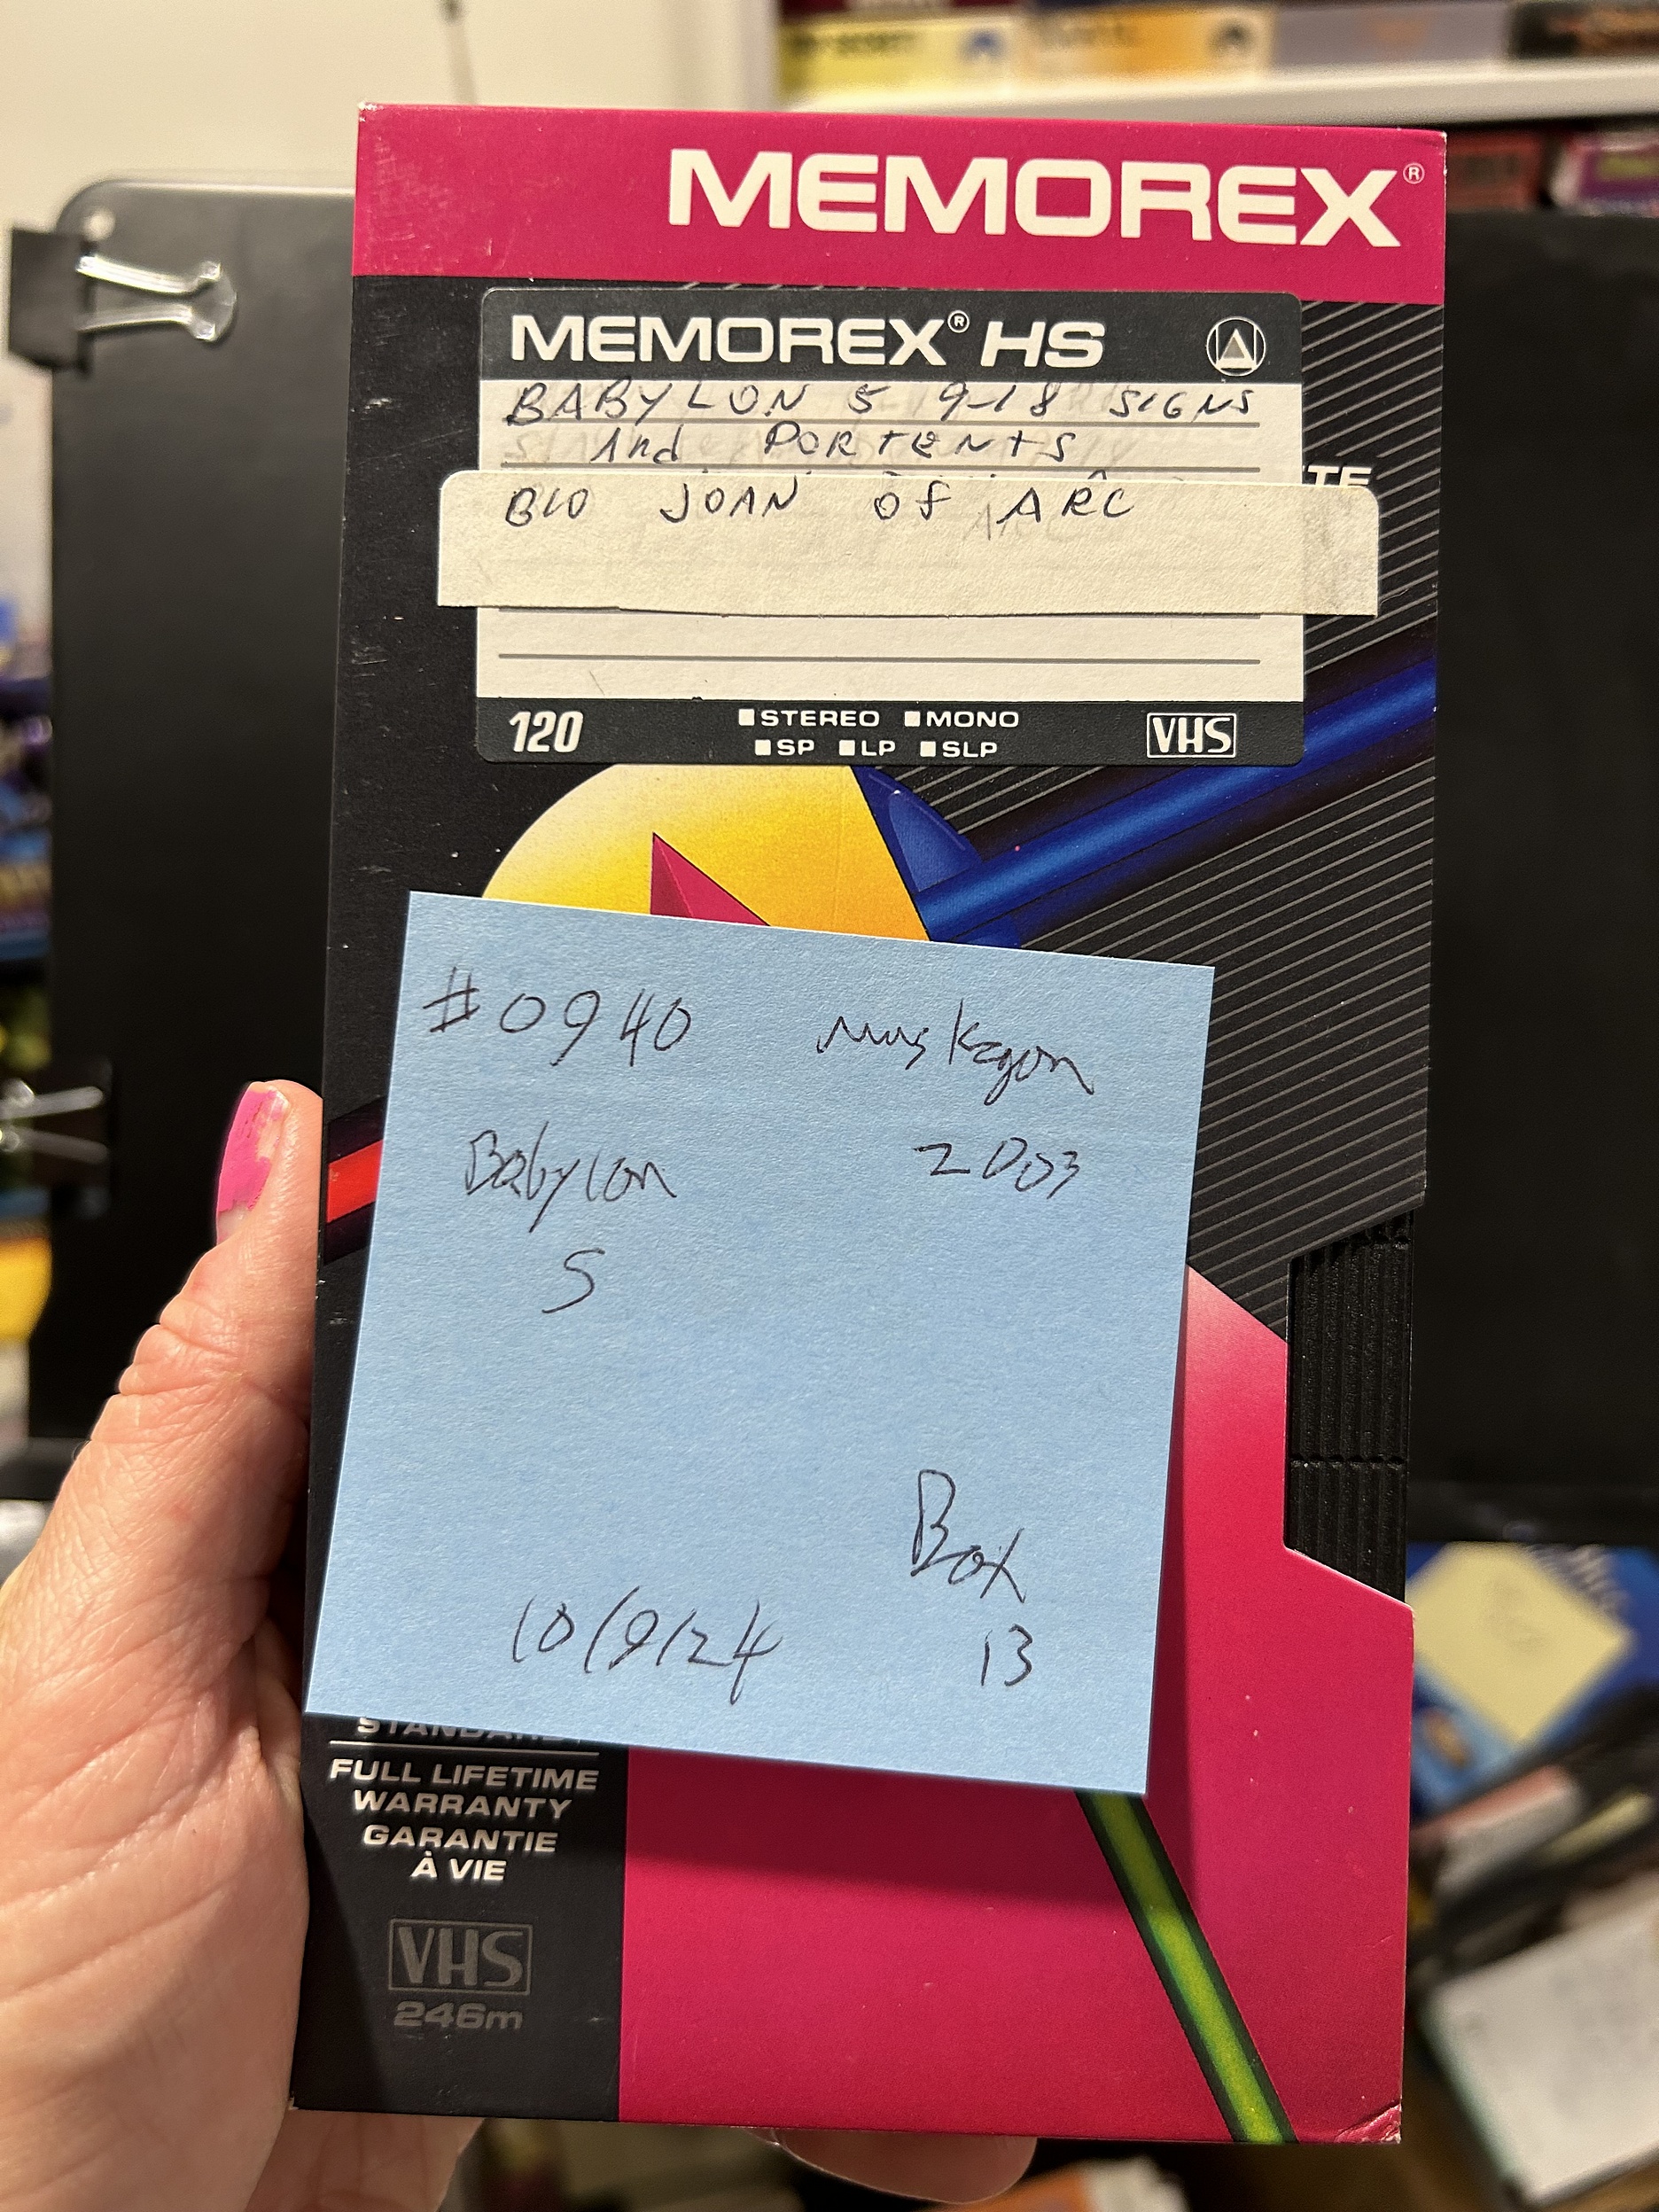 MEMOREX®
MEMOREX® HS
BABYLON 5 9-18 SIGNS
And PORTENTS
BIO JOAN Of ARC
120
STEREO MONO
SP LP SLP
VHS
#0940 Muskegon
Babylon 2003
5
Box
10/9/24 13
STANDARD
FULL LIFETIME
WARRANTY
GARANTIE
À VIE
VHS
246m